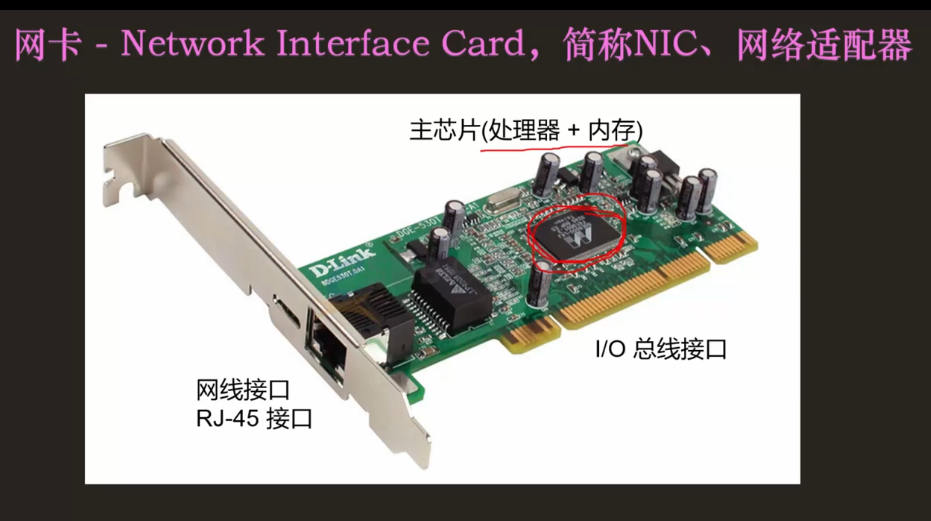 网卡 - Network Interface Card，简称NIC、网络适配器
主芯片(处理器 + 内存)
D-Link
I/O 总线接口
网线接口
RJ-45 接口